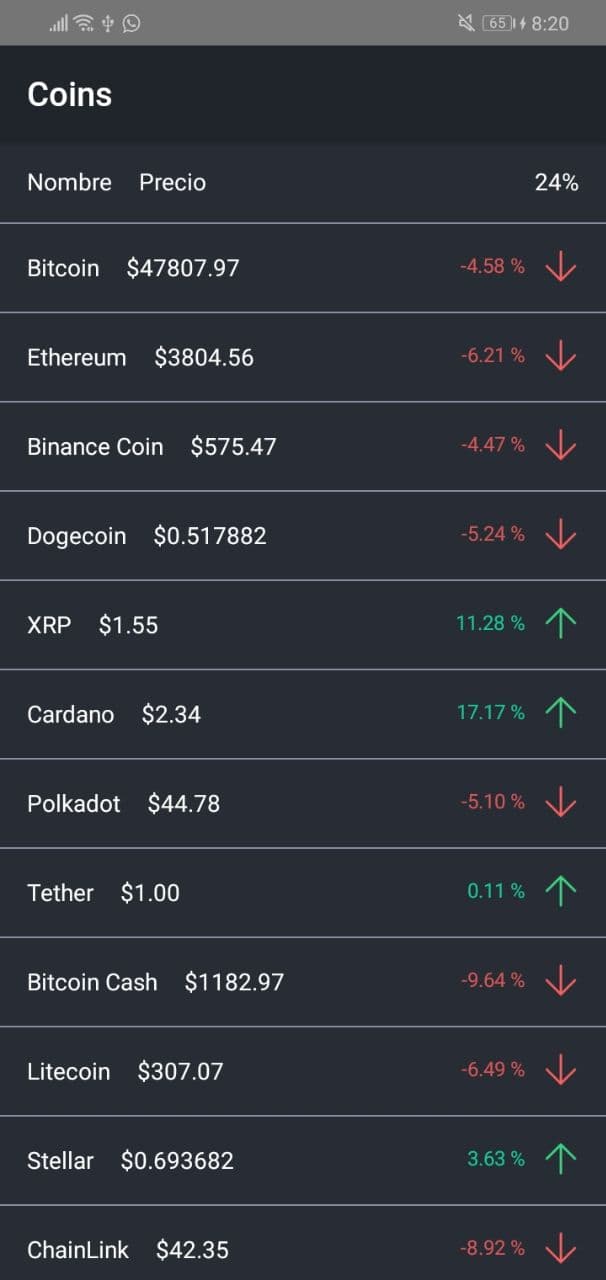 65 8:20
Coins
Nombre Precio 24%
Bitcoin $47807.97 -4.58 %
Ethereum $3804.56 -6.21 %
Binance Coin $575.47 -4.47 %
Dogecoin $0.517882 -5.24 %
XRP $1.55 11.28 %
Cardano $2.34 17.17 %
Polkadot $44.78 -5.10 %
Tether $1.00 0.11 %
Bitcoin Cash $1182.97 -9.64 %
Litecoin $307.07 -6.49 %
Stellar $0.693682 3.63 %
ChainLink $42.35 -8.92 %